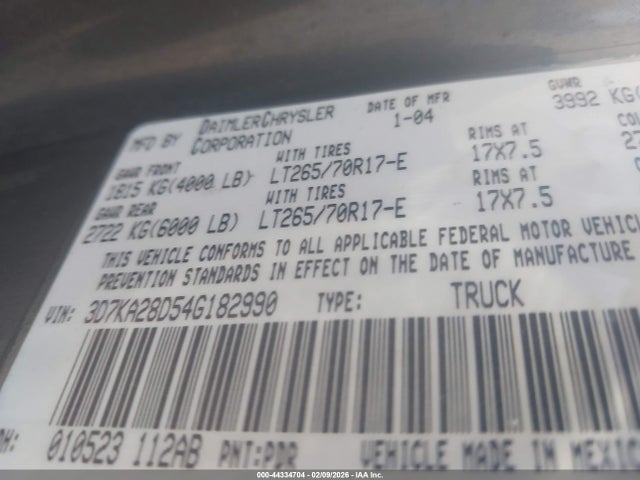 MFD BY DAIMLERCHRYSLER CORPORATION DATE OF MFR 1-04 GVWR 3992 KG(
GAWR FRONT WITH TIRES RIMS AT
1815 KG(4000 LB) LT265/70R17-E 17X7.5
GAWR REAR WITH TIRES RIMS AT
2722 KG(6000 LB) LT265/70R17-E 17X7.5
THIS VEHICLE CONFORMS TO ALL APPLICABLE FEDERAL MOTOR VEHIC
PREVENTION STANDARDS IN EFFECT ON THE DATE OF MANUFACTURE
VIN: 3D7KA28D54G182990 TYPE: TRUCK
DH: 010523 112AB PNT:PDR VEHICLE MADE IN MEXIC
000-44334704 - 02/09/2026 - IAA, Inc.